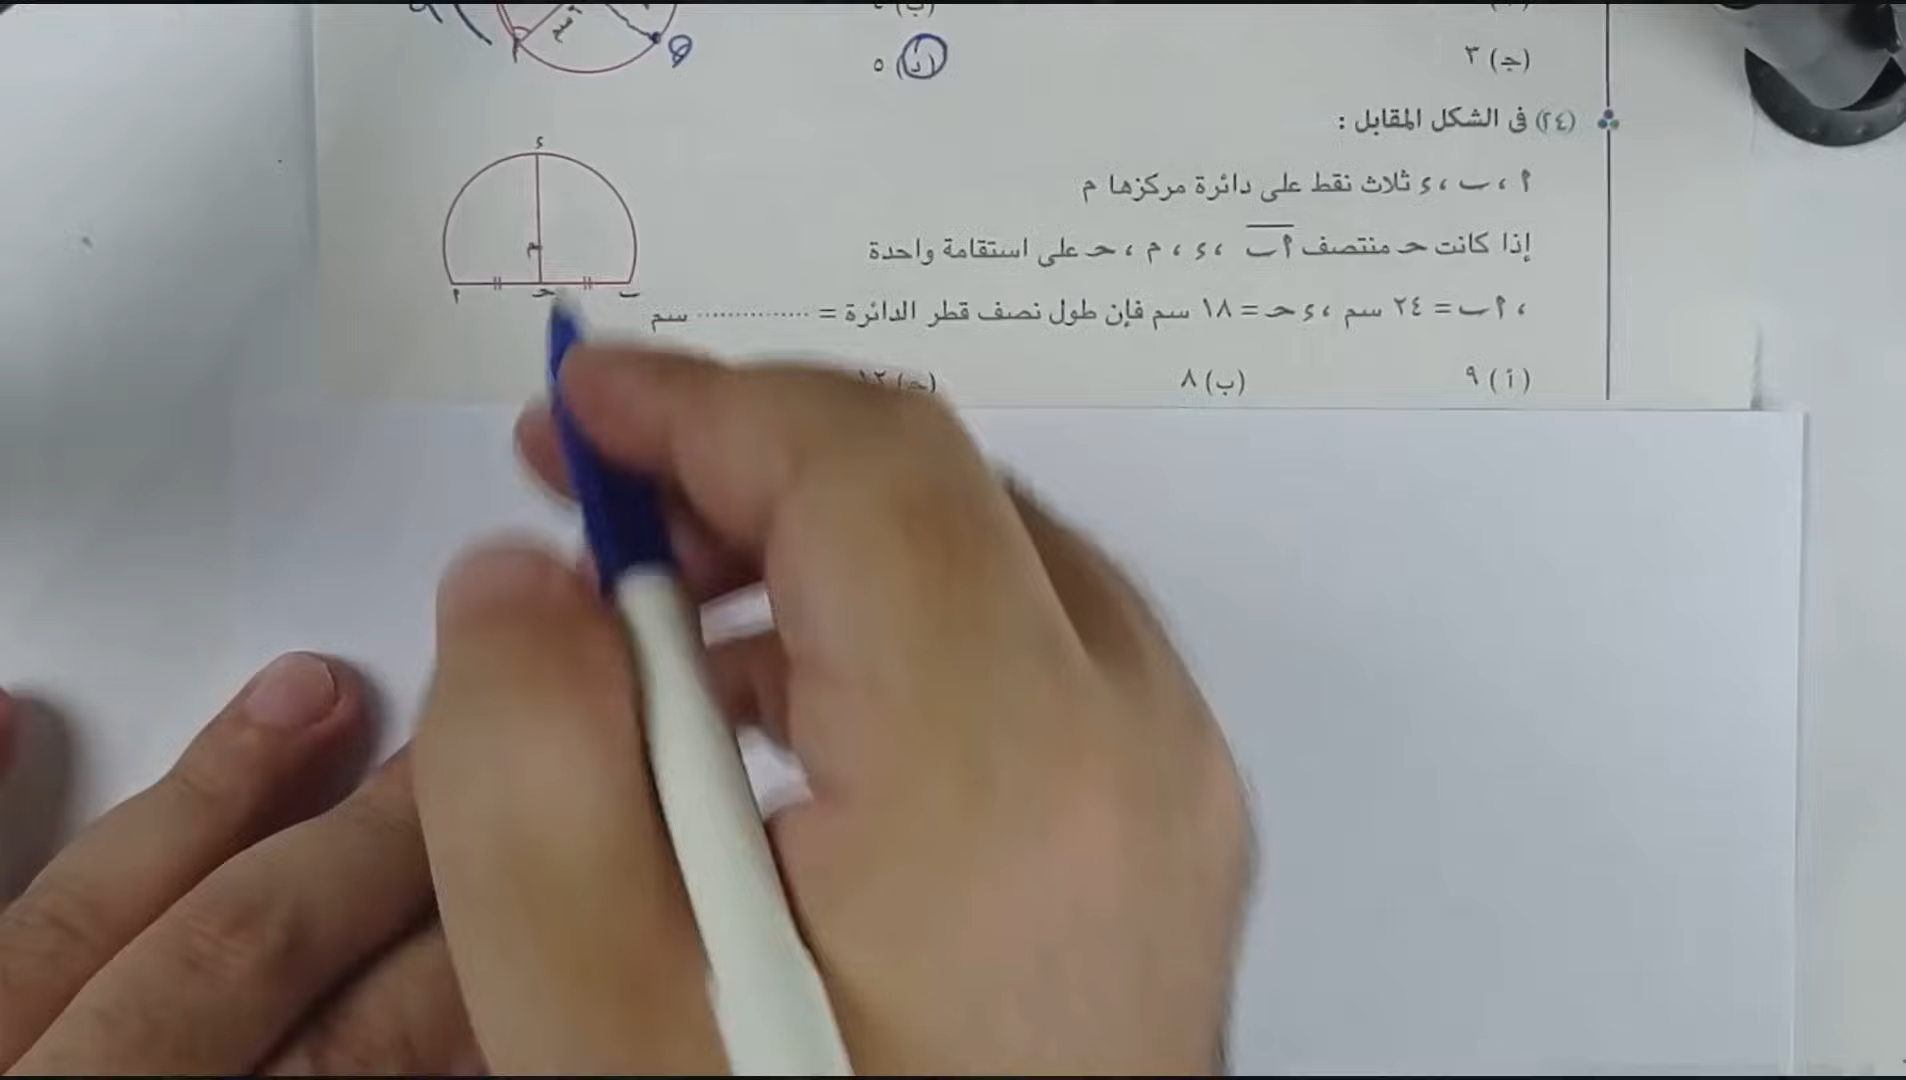 (ج) ٣
(د) ٥
(٢٤) فى الشكل المقابل :
أ ، ب ، ء ثلاث نقط على دائرة مركزها م
إذا كانت حـ منتصف أب ، ء ، م ، حـ على استقامة واحدة
، أب = ٢٤ سم ، ء حـ = ١٨ سم فإن طول نصف قطر الدائرة = ............... سم
(أ) ٩
(ب) ٨
(جـ) ١٢
ء
م
أ
حـ
ب